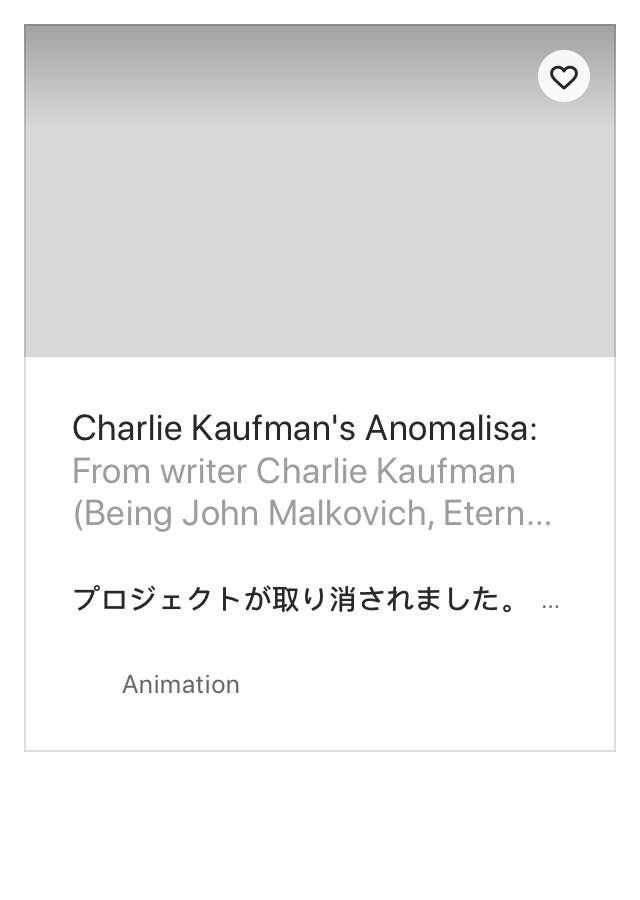 Charlie Kaufman's Anomalisa:
From writer Charlie Kaufman
(Being John Malkovich, Etern...
プロジェクトが取り消されました。 ...
Animation